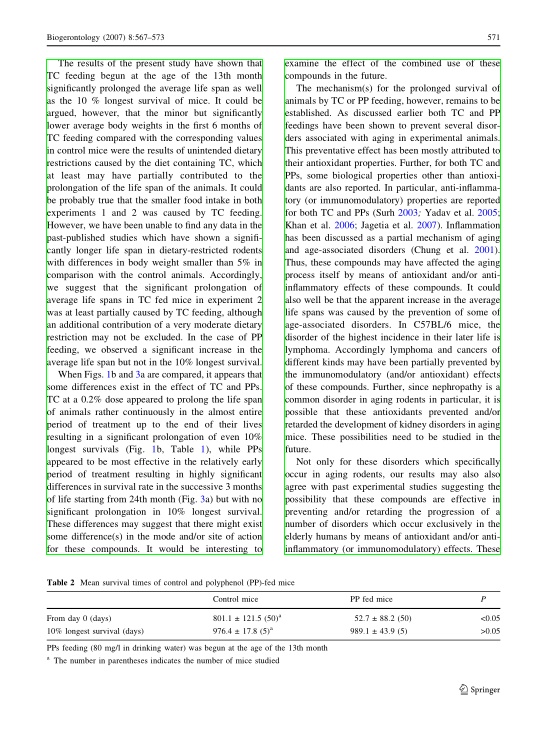 Biogerontology (2007) 8:567–573
571
The results of the present study have shown that
TC feeding begun at the age of the 13th month
significantly prolonged the average life span as well
as the 10 % longest survival of mice. It could be
argued, however, that the minor but significantly
lower average body weights in the first 6 months of
TC feeding compared with the corresponding values
in control mice were the results of unintended dietary
restrictions caused by the diet containing TC, which
at least may have partially contributed to the
prolongation of the life span of the animals. It could
be probably true that the smaller food intake in both
experiments 1 and 2 was caused by TC feeding.
However, we have been unable to find any data in the
past-published studies which have shown a signifi-
cantly longer life span in dietary-restricted rodents
with differences in body weight smaller than 5% in
comparison with the control animals. Accordingly,
we suggest that the significant prolongation of
average life spans in TC fed mice in experiment 2
was at least partially caused by TC feeding, although
an additional contribution of a very moderate dietary
restriction may not be excluded. In the case of PP
feeding, we observed a significant increase in the
average life span but not in the 10% longest survival.
When Figs. 1b and 3a are compared, it appears that
some differences exist in the effect of TC and PPs.
TC at a 0.2% dose appeared to prolong the life span
of animals rather continuously in the almost entire
period of treatment up to the end of their lives
resulting in a significant prolongation of even 10%
longest survivals (Fig. 1b, Table 1), while PPs
appeared to be most effective in the relatively early
period of treatment resulting in highly significant
differences in survival rate in the successive 3 months
of life starting from 24th month (Fig. 3a) but with no
significant prolongation in 10% longest survival.
These differences may suggest that there might exist
some difference(s) in the mode and/or site of action
for these compounds. It would be interesting to
examine the effect of the combined use of these
compounds in the future.
The mechanism(s) for the prolonged survival of
animals by TC or PP feeding, however, remains to be
established. As discussed earlier both TC and PP
feedings have been shown to prevent several disor-
ders associated with aging in experimental animals.
This preventative effect has been mostly attributed to
their antioxidant properties. Further, for both TC and
PPs, some biological properties other than antioxi-
dants are also reported. In particular, anti-inflamma-
tory (or immunomodulatory) properties are reported
for both TC and PPs (Surh 2003; Yadav et al. 2005;
Khan et al. 2006; Jagetia et al. 2007). Inflammation
has been discussed as a partial mechanism of aging
and age-associated disorders (Chung et al. 2001).
Thus, these compounds may have affected the aging
process itself by means of antioxidant and/or anti-
inflammatory effects of these compounds. It could
also well be that the apparent increase in the average
life spans was caused by the prevention of some of
age-associated disorders. In C57BL/6 mice, the
disorder of the highest incidence in their later life is
lymphoma. Accordingly lymphoma and cancers of
different kinds may have been partially prevented by
the immunomodulatory (and/or antioxidant) effects
of these compounds. Further, since nephropathy is a
common disorder in aging rodents in particular, it is
possible that these antioxidants prevented and/or
retarded the development of kidney disorders in aging
mice. These possibilities need to be studied in the
future.
Not only for these disorders which specifically
occur in aging rodents, our results may also also
agree with past experimental studies suggesting the
possibility that these compounds are effective in
preventing and/or retarding the progression of a
number of disorders which occur exclusively in the
elderly humans by means of antioxidant and/or anti-
inflammatory (or immunomodulatory) effects. These
Table 2 Mean survival times of control and polyphenol (PP)-fed mice
Control mice PP fed mice P
From day 0 (days) 801.1 ± 121.5 (50)a 52.7 ± 88.2 (50) <0.05
10% longest survival (days) 976.4 ± 17.8 (5)a 989.1 ± 43.9 (5) >0.05
PPs feeding (80 mg/l in drinking water) was begun at the age of the 13th month
a The number in parentheses indicates the number of mice studied
Springer